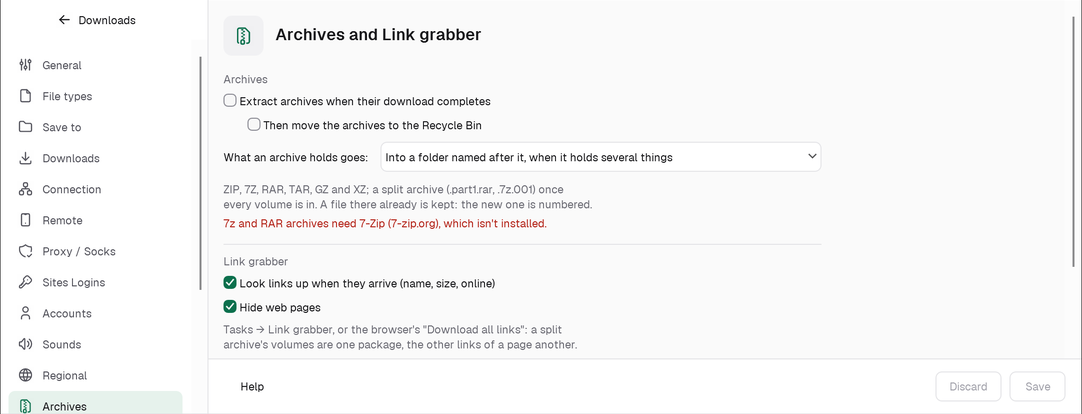 Downloads
General
File types
Save to
Downloads
Connection
Remote
Proxy / Socks
Sites Logins
Accounts
Sounds
Regional
Archives
Archives and Link grabber
Archives
Extract archives when their download completes
Then move the archives to the Recycle Bin
What an archive holds goes: Into a folder named after it, when it holds several things
ZIP, 7Z, RAR, TAR, GZ and XZ; a split archive (.part1.rar, .7z.001) once
every volume is in. A file there already is kept: the new one is numbered.
7z and RAR archives need 7-Zip (7-zip.org), which isn't installed.
Link grabber
Look links up when they arrive (name, size, online)
Hide web pages
Tasks → Link grabber, or the browser's "Download all links": a split
archive's volumes are one package, the other links of a page another.
Help
Discard
Save